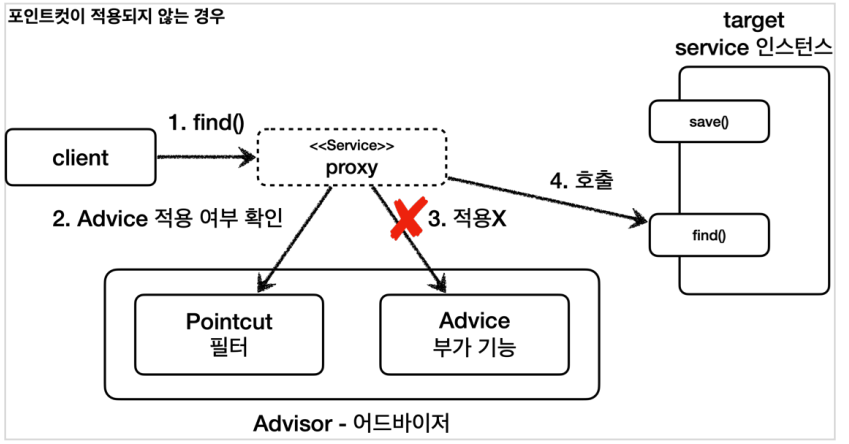 포인트컷이 적용되지 않는 경우
target
service 인스턴스
1. find()
save()
client
<<Service>>
proxy
4. 호출
2. Advice 적용 여부 확인
3. 적용X
find()
Pointcut
필터
Advice
부가 기능
Advisor - 어드바이저